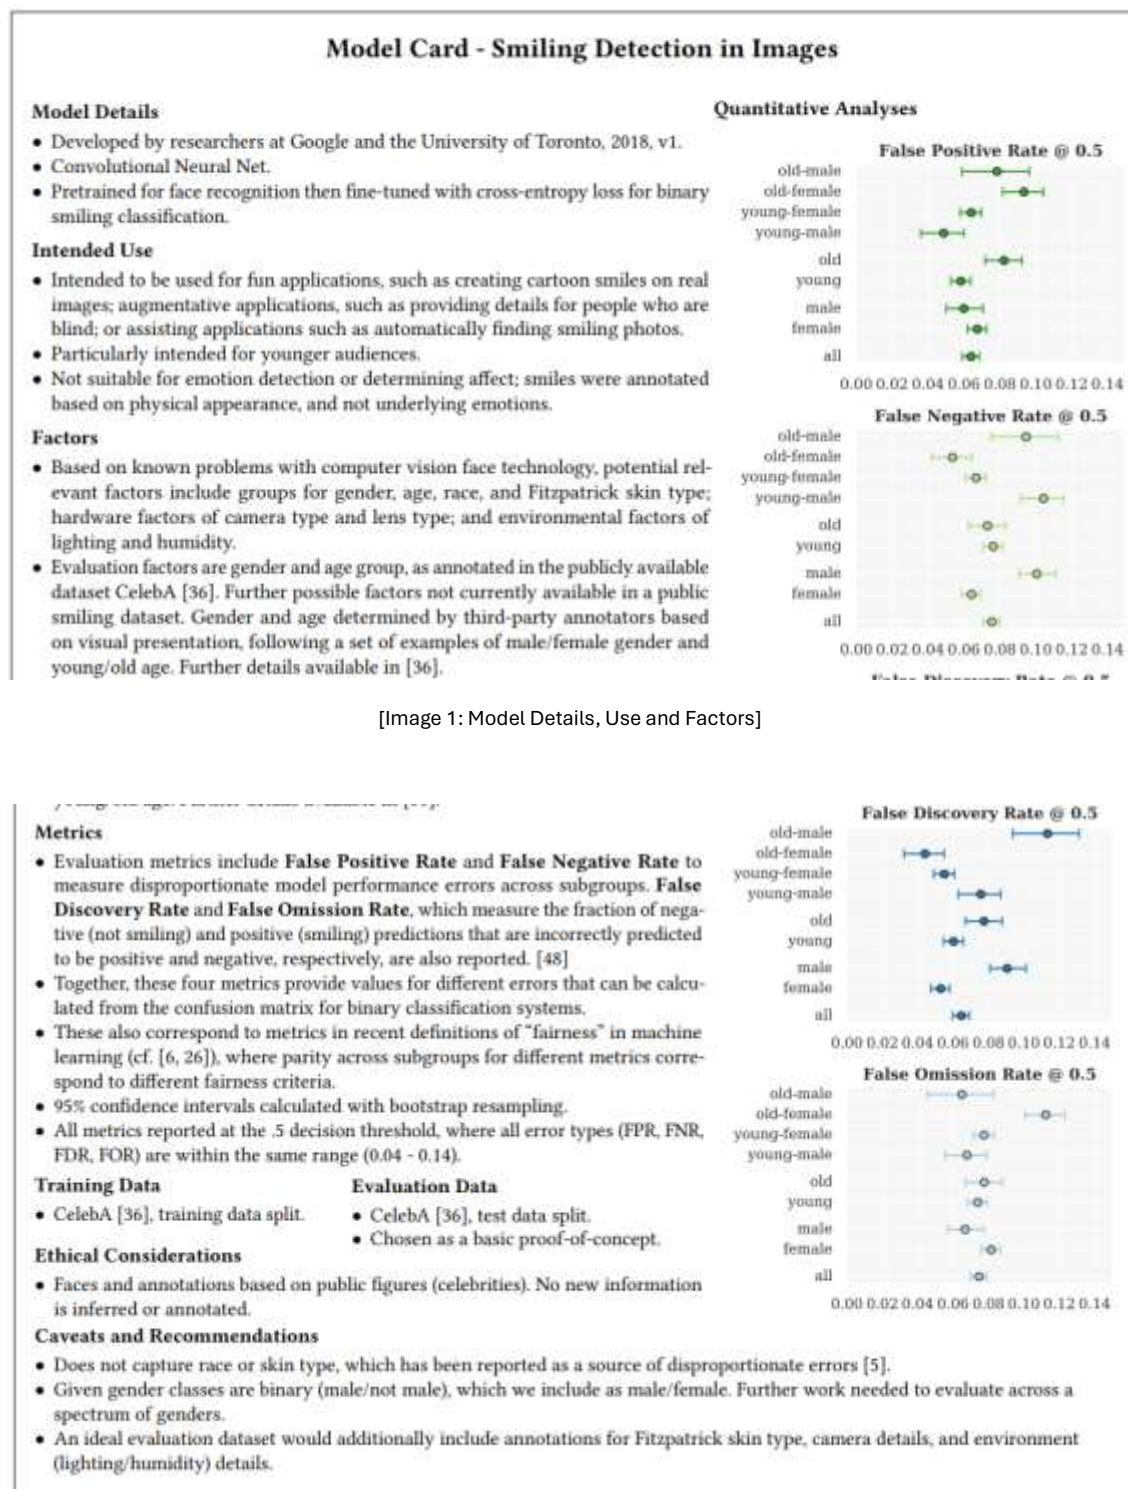 Model Card - Smiling Detection in Images
Model Details
• Developed by researchers at Google and the University of Toronto, 2018, v1.
• Convolutional Neural Net.
• Pretrained for face recognition then fine-tuned with cross-entropy loss for binary
smiling classification.
Intended Use
• Intended to be used for fun applications, such as creating cartoon smiles on real
images; augmentative applications, such as providing details for people who are
blind; or assisting applications such as automatically finding smiling photos.
• Particularly intended for younger audiences.
• Not suitable for emotion detection or determining affect; smiles were annotated
based on physical appearance, and not underlying emotions.
Factors
• Based on known problems with computer vision face technology, potential rel-
evant factors include groups for gender, age, race, and Fitzpatrick skin type;
hardware factors of camera type and lens type; and environmental factors of
lighting and humidity.
• Evaluation factors are gender and age group, as annotated in the publicly available
dataset CelebA [36]. Further possible factors not currently available in a public
smiling dataset. Gender and age determined by third-party annotators based
on visual presentation, following a set of examples of male/female gender and
young/old age. Further details available in [36].
Quantitative Analyses
False Positive Rate @ 0.5
old-male
old-female
young-female
young-male
old
young
male
female
all
0.00 0.02 0.04 0.06 0.08 0.10 0.12 0.14
False Negative Rate @ 0.5
old-male
old-female
young-female
young-male
old
young
male
female
all
0.00 0.02 0.04 0.06 0.08 0.10 0.12 0.14
False Discovery Rate @ 0.5
[Image 1: Model Details, Use and Factors]
Metrics
• Evaluation metrics include False Positive Rate and False Negative Rate to
measure disproportionate model performance errors across subgroups. False
Discovery Rate and False Omission Rate, which measure the fraction of nega-
tive (not smiling) and positive (smiling) predictions that are incorrectly predicted
to be positive and negative, respectively, are also reported. [48]
• Together, these four metrics provide values for different errors that can be calcu-
lated from the confusion matrix for binary classification systems.
• These also correspond to metrics in recent definitions of "fairness" in machine
learning (cf. [6, 26]), where parity across subgroups for different metrics corre-
spond to different fairness criteria.
• 95% confidence intervals calculated with bootstrap resampling.
• All metrics reported at the .5 decision threshold, where all error types (FPR, FNR,
FDR, FOR) are within the same range (0.04 - 0.14).
Training Data
• CelebA [36], training data split.
Evaluation Data
• CelebA [36], test data split.
• Chosen as a basic proof-of-concept.
Ethical Considerations
• Faces and annotations based on public figures (celebrities). No new information
is inferred or annotated.
False Discovery Rate @ 0.5
old-male
old-female
young-female
young-male
old
young
male
female
all
0.00 0.02 0.04 0.06 0.08 0.10 0.12 0.14
False Omission Rate @ 0.5
old-male
old-female
young-female
young-male
old
young
male
female
all
0.00 0.02 0.04 0.06 0.08 0.10 0.12 0.14
Caveats and Recommendations
• Does not capture race or skin type, which has been reported as a source of disproportionate errors [5].
• Given gender classes are binary (male/not male), which we include as male/female. Further work needed to evaluate across a
spectrum of genders.
• An ideal evaluation dataset would additionally include annotations for Fitzpatrick skin type, camera details, and environment
(lighting/humidity) details.